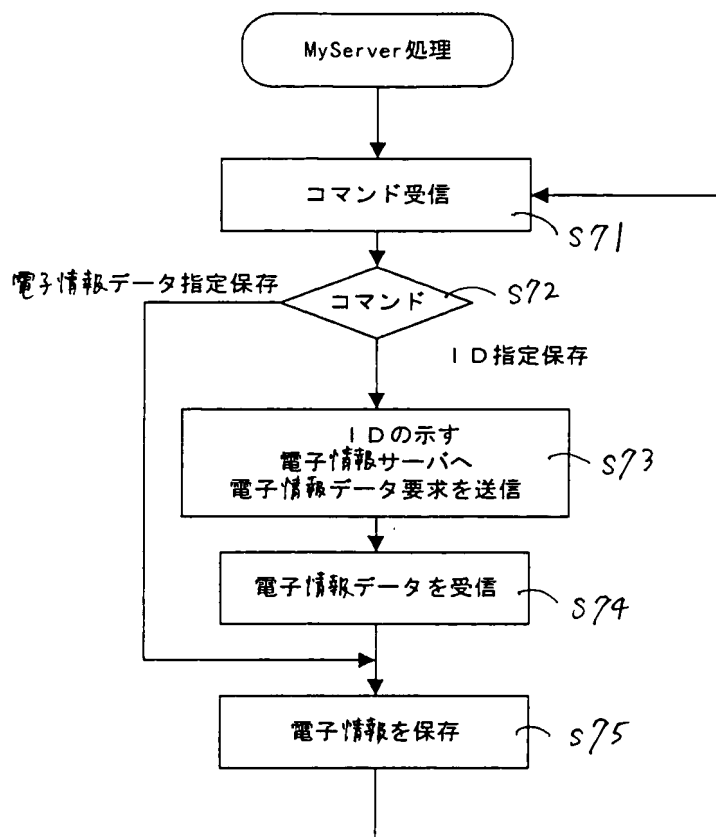 MyServer処理
コマンド受信
S71
電子情報データ指定保存
コマンド
S72
ID指定保存
IDの示す
電子情報サーバへ
電子情報データ要求を送信
S73
電子情報データを受信
S74
電子情報を保存
S75